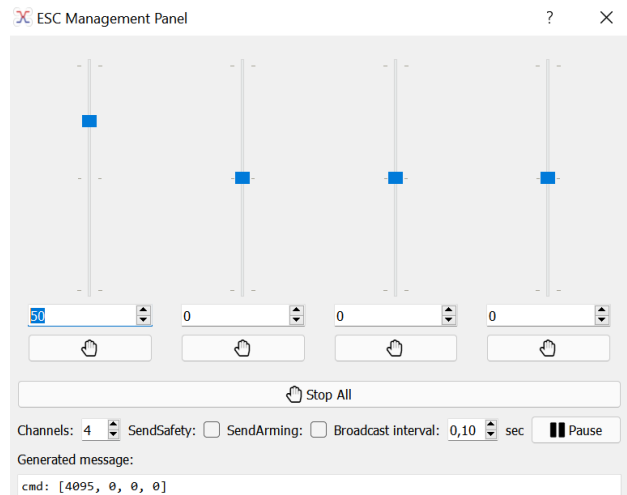 ESC Management Panel ?
50 0 0 0
Stop All
Channels: 4 SendSafety: SendArming: Broadcast interval: 0,10 sec Pause
Generated message:
cmd: [4095, 0, 0, 0]